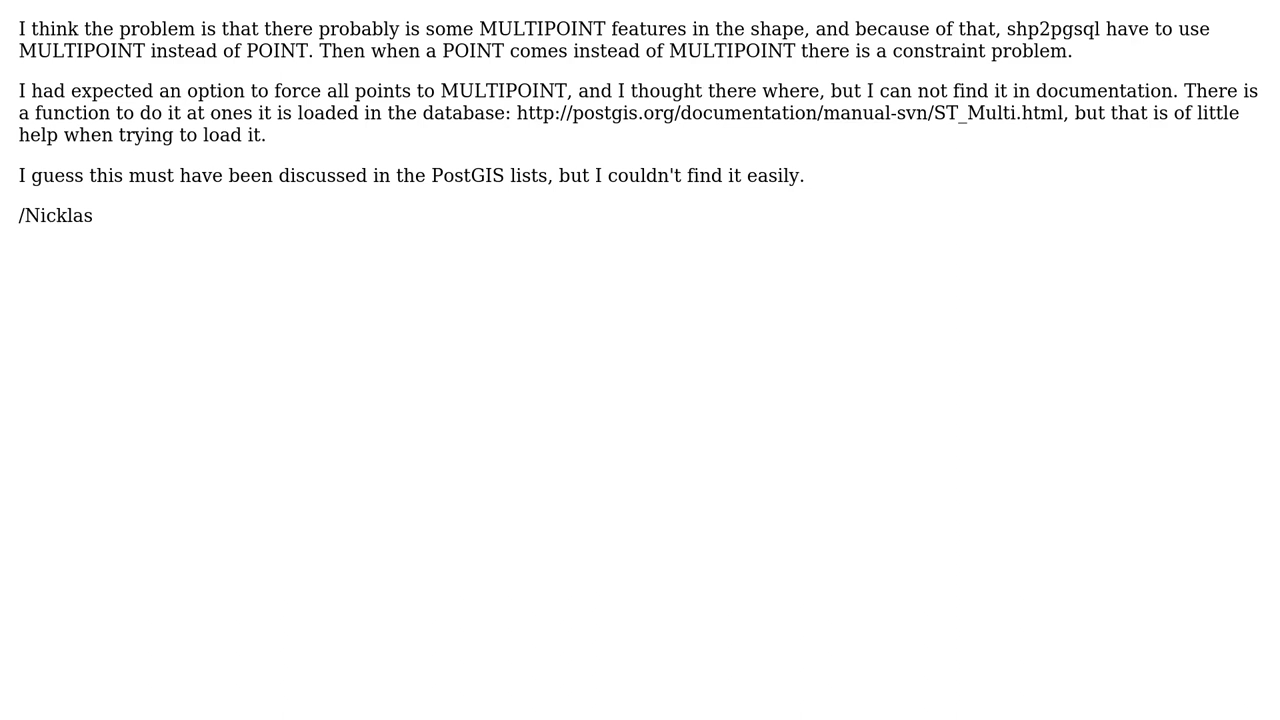 I think the problem is that there probably is some MULTIPOINT features in the shape, and because of that, shp2pgsql have to use
MULTIPOINT instead of POINT. Then when a POINT comes instead of MULTIPOINT there is a constraint problem.
I had expected an option to force all points to MULTIPOINT, and I thought there where, but I can not find it in documentation. There is
a function to do it at ones it is loaded in the database: http://postgis.org/documentation/manual-svn/ST_Multi.html, but that is of little
help when trying to load it.
I guess this must have been discussed in the PostGIS lists, but I couldn't find it easily.
/Nicklas